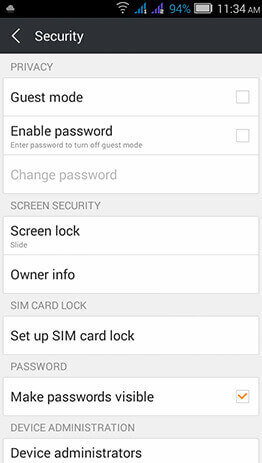 94% 11:34 AM
Security
PRIVACY
Guest mode
Enable password
Enter password to turn off guest mode
Change password
SCREEN SECURITY
Screen lock
Slide
Owner info
SIM CARD LOCK
Set up SIM card lock
PASSWORD
Make passwords visible
DEVICE ADMINISTRATION
Device administrators